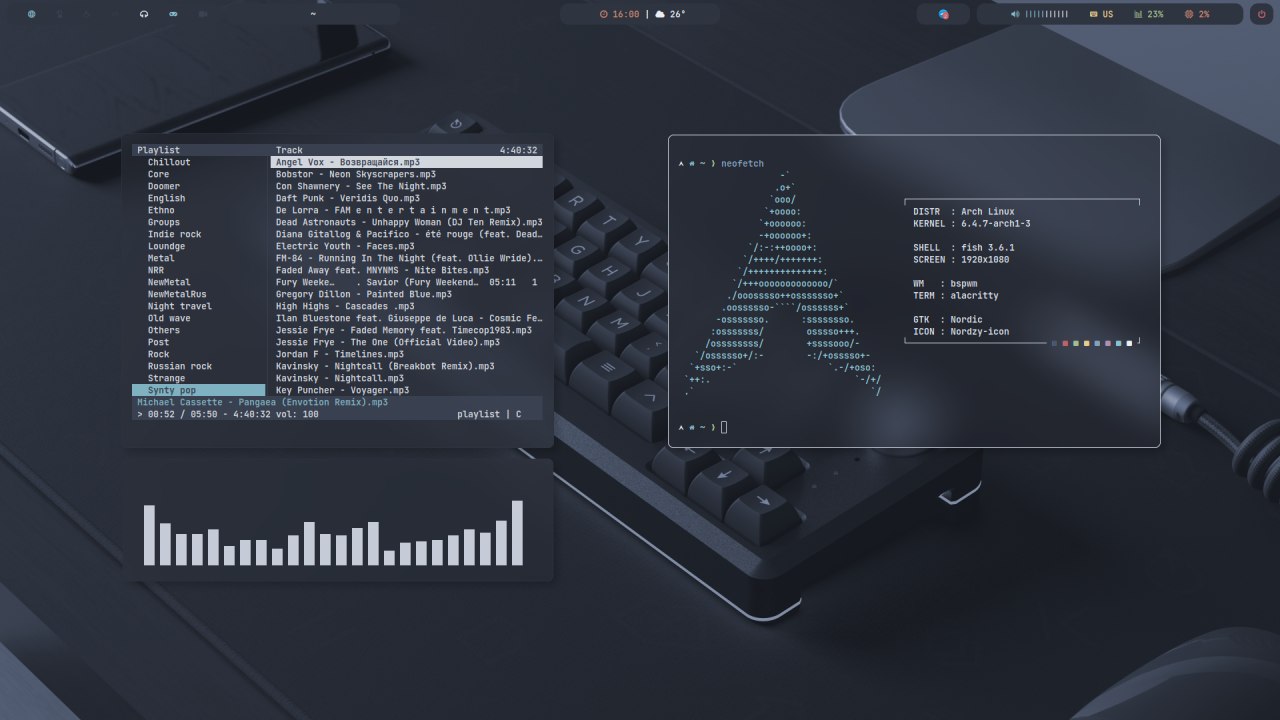 ~
16:00 | 26°
US 23% 2%
Playlist Track 4:40:32
Chillout Angel Vox - Возвращайся.mp3
Core Bobstor - Neon Skyscrapers.mp3
Doomer Con Shawnery - See The Night.mp3
English Daft Punk - Veridis Quo.mp3
Ethno De Lorra - FAM e n t e r t a i n m e n t.mp3
Groups Dead Astronauts - Unhappy Woman (DJ Ten Remix).mp3
Indie rock Diana Gitallog & Pacifico - été rouge (feat. Dead…
Loundge Electric Youth - Faces.mp3
Metal FM-84 - Running In The Night (feat. Ollie Wride).…
NRR Faded Away feat. MNYNMS - Nite Bites.mp3
NewMetal Fury Weeke… . Savior (Fury Weekend… 05:11 1
NewMetalRus Gregory Dillon - Painted Blue.mp3
Night travel High Highs - Cascades .mp3
Old wave Ilan Bluestone feat. Giuseppe de Luca - Cosmic Fe…
Others Jessie Frye - Faded Memory feat. Timecop1983.mp3
Post Jessie Frye - The One (Official Video).mp3
Rock Jordan F - Timelines.mp3
Russian rock Kavinsky - Nightcall (Breakbot Remix).mp3
Strange Kavinsky - Nightcall.mp3
Synty pop Key Puncher - Voyager.mp3
Michael Cassette - Pangaea (Envotion Remix).mp3
> 00:52 / 05:50 - 4:40:32 vol: 100 playlist | C
# ~ ) neofetch
DISTR : Arch Linux
KERNEL : 6.4.7-arch1-3
SHELL : fish 3.6.1
SCREEN : 1920x1080
WM : bspwm
TERM : alacritty
GTK : Nordic
ICON : Nordzy-icon
# ~ )
R T Y
G H J
N M